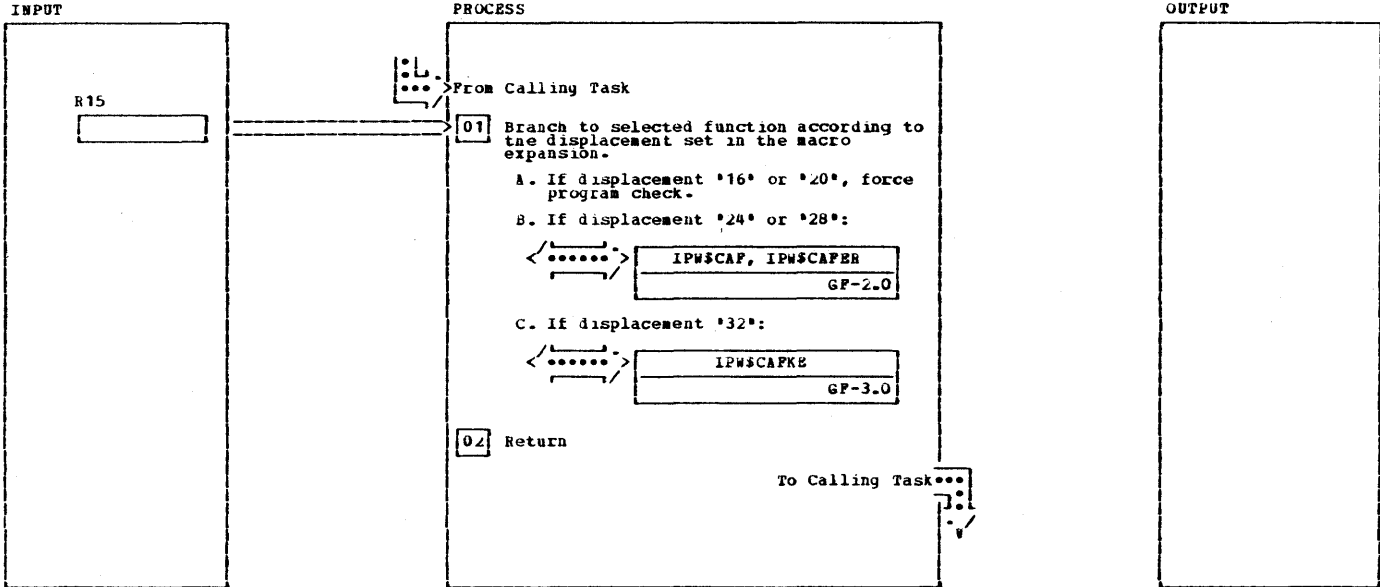 INPUT
PROCESS
OUTPUT
From Calling Task
R15
01 Branch to selected function according to
the displacement set in the macro
expansion.
A. If displacement '16' or '20', force
program check.
B. If displacement '24' or '28':
IPW$CAF, IPW$CAFER
GF-2.0
C. If displacement '32':
IPW$CAFKE
GF-3.0
02 Return
To Calling Task